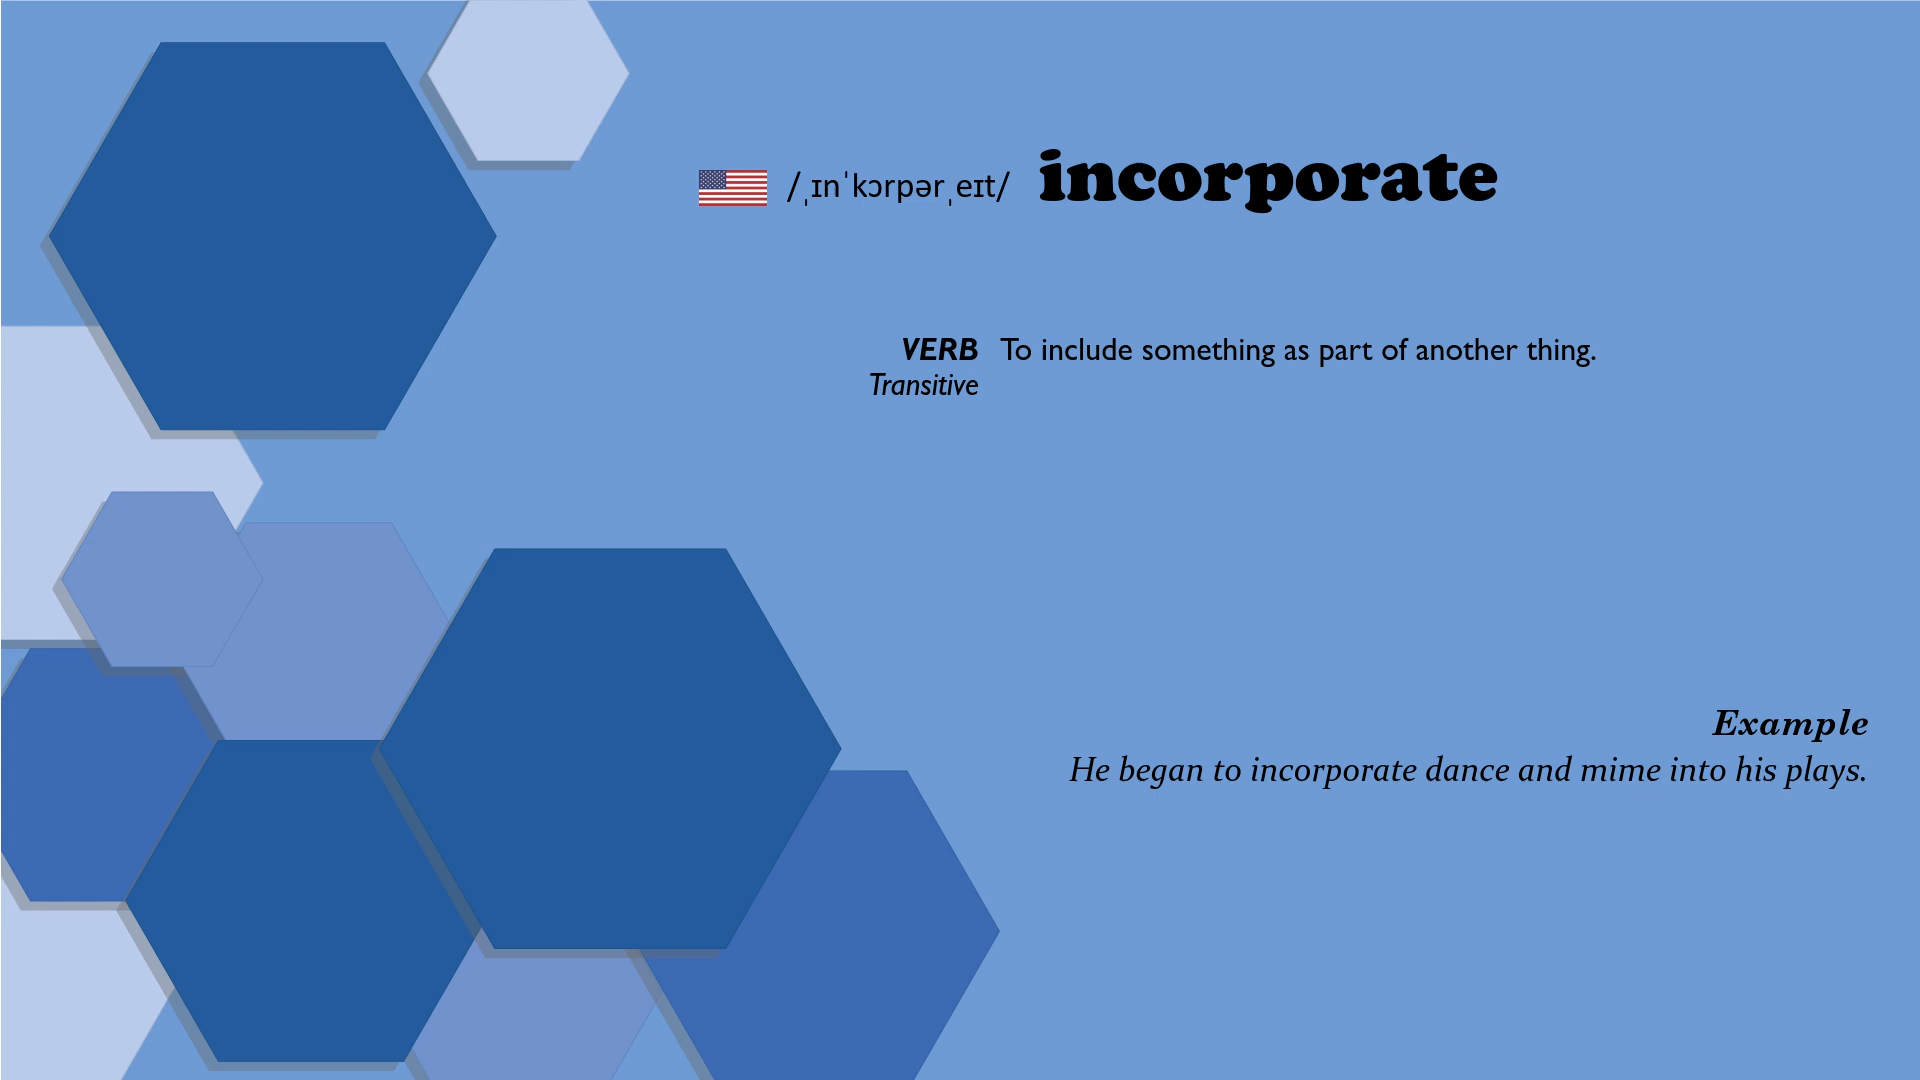 /ˌɪnˈkɔrpərˌeɪt/ incorporate
VERB To include something as part of another thing.
Transitive
Example
He began to incorporate dance and mime into his plays.